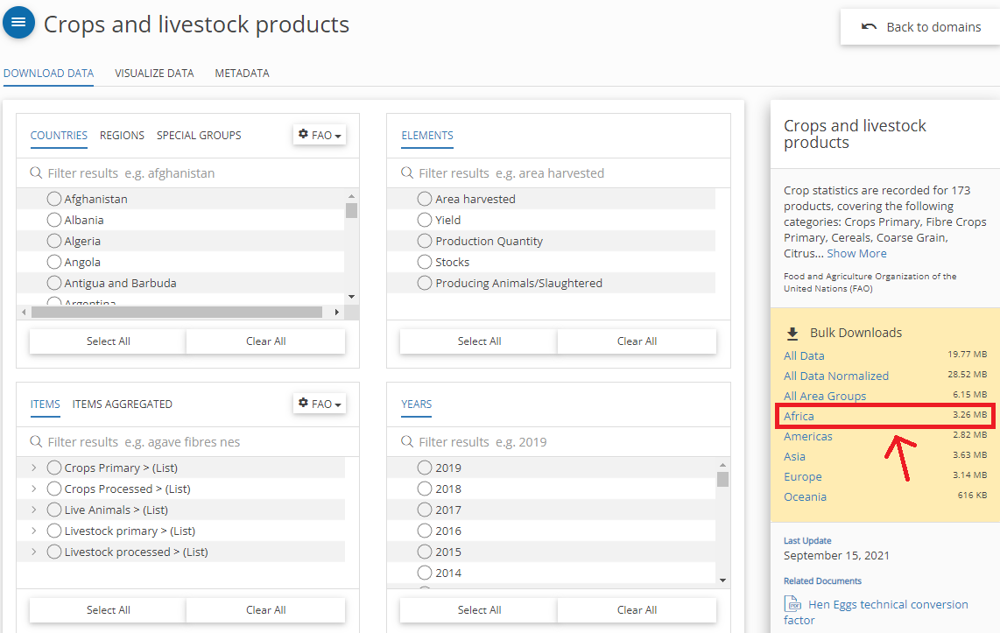 Crops and livestock products
Back to domains
DOWNLOAD DATA VISUALIZE DATA METADATA
COUNTRIES REGIONS SPECIAL GROUPS FAO
Filter results e.g. afghanistan
Afghanistan
Albania
Algeria
Angola
Antigua and Barbuda
Argentina
Select All Clear All
ELEMENTS
Filter results e.g. area harvested
Area harvested
Yield
Production Quantity
Stocks
Producing Animals/Slaughtered
Select All Clear All
ITEMS ITEMS AGGREGATED FAO
Filter results e.g. agave fibres nes
Crops Primary > (List)
Crops Processed > (List)
Live Animals > (List)
Livestock primary > (List)
Livestock processed > (List)
Select All Clear All
YEARS
Filter results e.g. 2019
2019
2018
2017
2016
2015
2014
Select All Clear All
Crops and livestock
products
Crop statistics are recorded for 173
products, covering the following
categories: Crops Primary, Fibre Crops
Primary, Cereals, Coarse Grain,
Citrus... Show More
Food and Agriculture Organization of the
United Nations (FAO)
Bulk Downloads
All Data 19.77 MB
All Data Normalized 28.52 MB
All Area Groups 6.15 MB
Africa 3.26 MB
Americas 2.82 MB
Asia 3.63 MB
Europe 3.14 MB
Oceania 616 KB
Last Update
September 15, 2021
Related Documents
PDF Hen Eggs technical conversion
factor